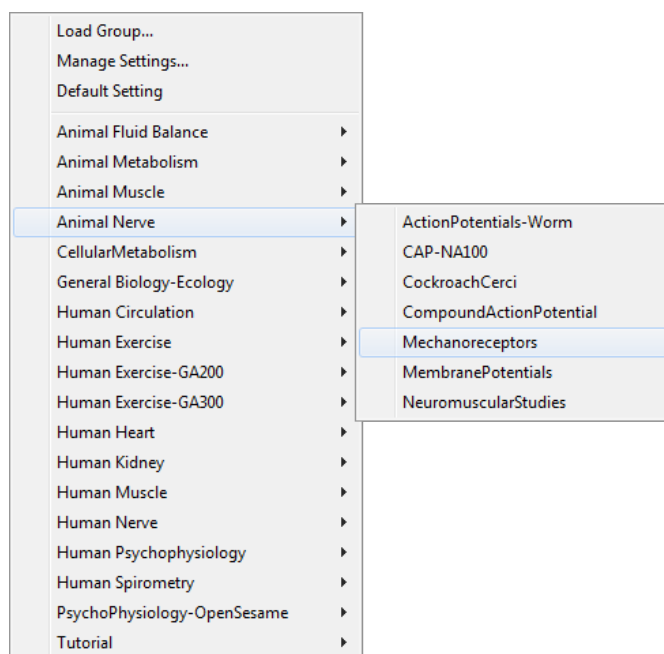 Load Group...
Manage Settings...
Default Setting
Animal Fluid Balance
Animal Metabolism
Animal Muscle
Animal Nerve
CellularMetabolism
General Biology-Ecology
Human Circulation
Human Exercise
Human Exercise-GA200
Human Exercise-GA300
Human Heart
Human Kidney
Human Muscle
Human Nerve
Human Psychophysiology
Human Spirometry
PsychoPhysiology-OpenSesame
Tutorial
ActionPotentials-Worm
CAP-NA100
CockroachCerci
CompoundActionPotential
Mechanoreceptors
MembranePotentials
NeuromuscularStudies